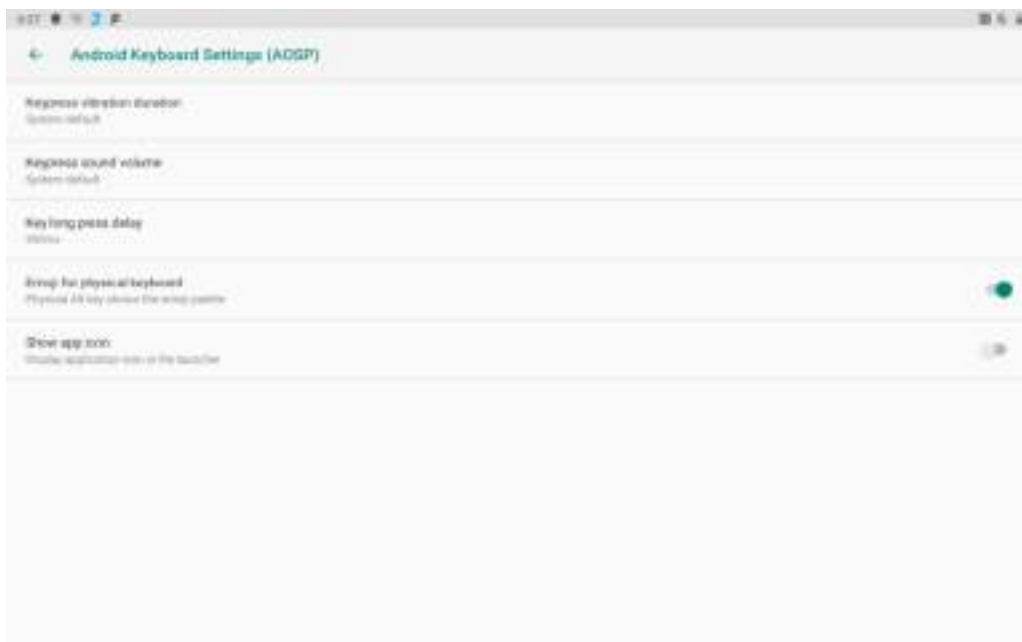 Android Keyboard Settings (AOSP)
Keypress vibration duration
System default
Keypress sound volume
System default
Key long press delay
Emoji for physical keyboard
Physical Alt key shows the emoji palette
Show app icon
Display application icon in the launcher